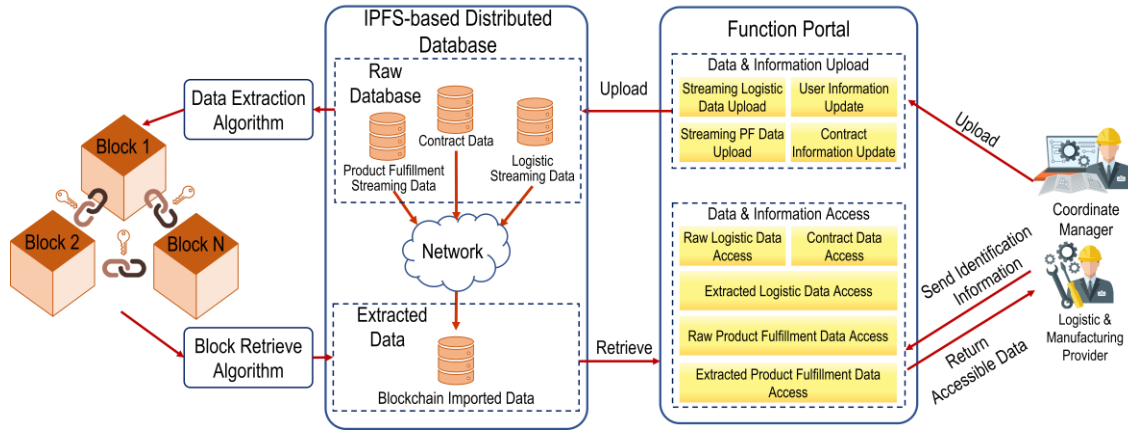 IPFS-based Distributed
Database
Function Portal
Raw
Database
Contract Data
Product Fulfillment
Streaming Data
Logistic
Streaming Data
Network
Extracted
Data
Blockchain Imported Data
Data Extraction
Algorithm
Block 1
Block 2
Block N
Block Retrieve
Algorithm
Upload
Retrieve
Data & Information Upload
Streaming Logistic
Data Upload
User Information
Update
Streaming PF Data
Upload
Contract
Information Update
Data & Information Access
Raw Logistic Data
Access
Contract Data
Access
Extracted Logistic Data Access
Raw Product Fulfillment Data Access
Extracted Product Fulfillment Data
Access
Upload
Coordinate
Manager
Send Identification
Information
Return
Accessible Data
Logistic &
Manufacturing
Provider